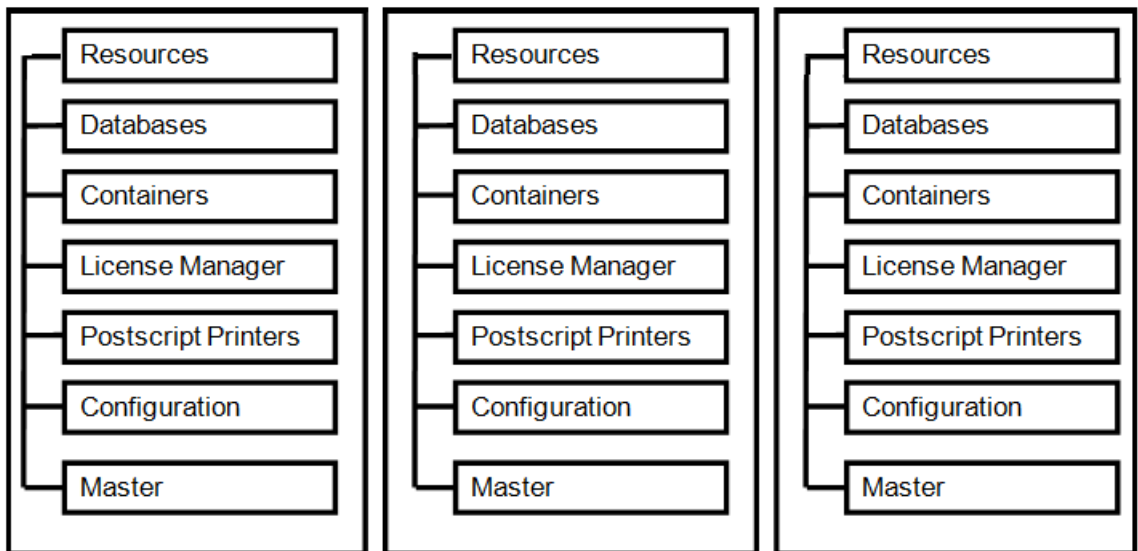 Resources
Databases
Containers
License Manager
Postscript Printers
Configuration
Master
Resources
Databases
Containers
License Manager
Postscript Printers
Configuration
Master
Resources
Databases
Containers
License Manager
Postscript Printers
Configuration
Master